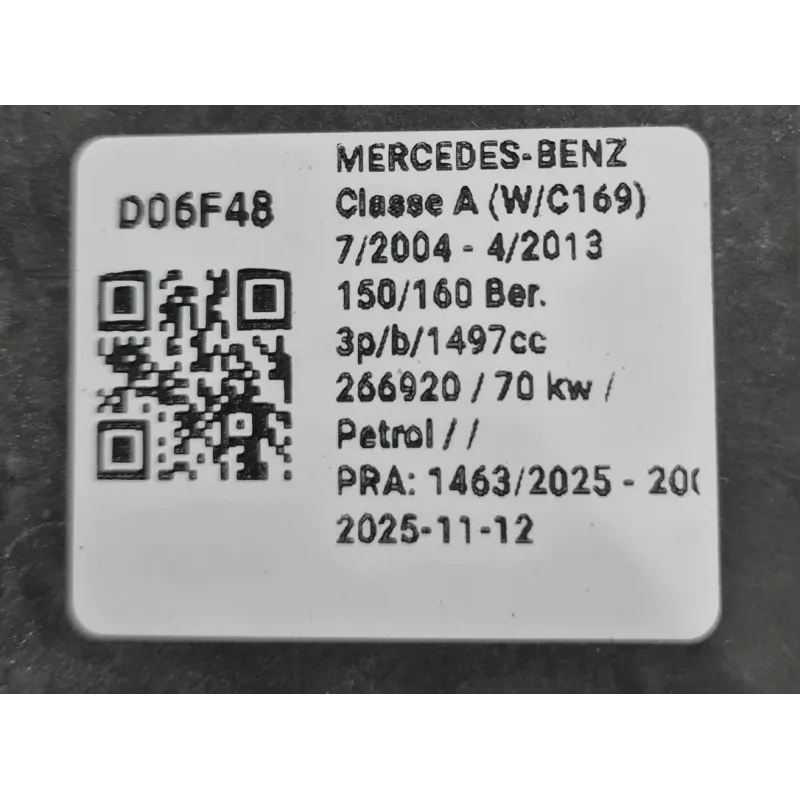 D06F48
MERCEDES-BENZ
Classe A (W/C169)
7/2004 - 4/2013
150/160 Ber.
3p/b/1497cc
266920 / 70 kw /
Petrol / /
PRA: 1463/2025 - 200
2025-11-12